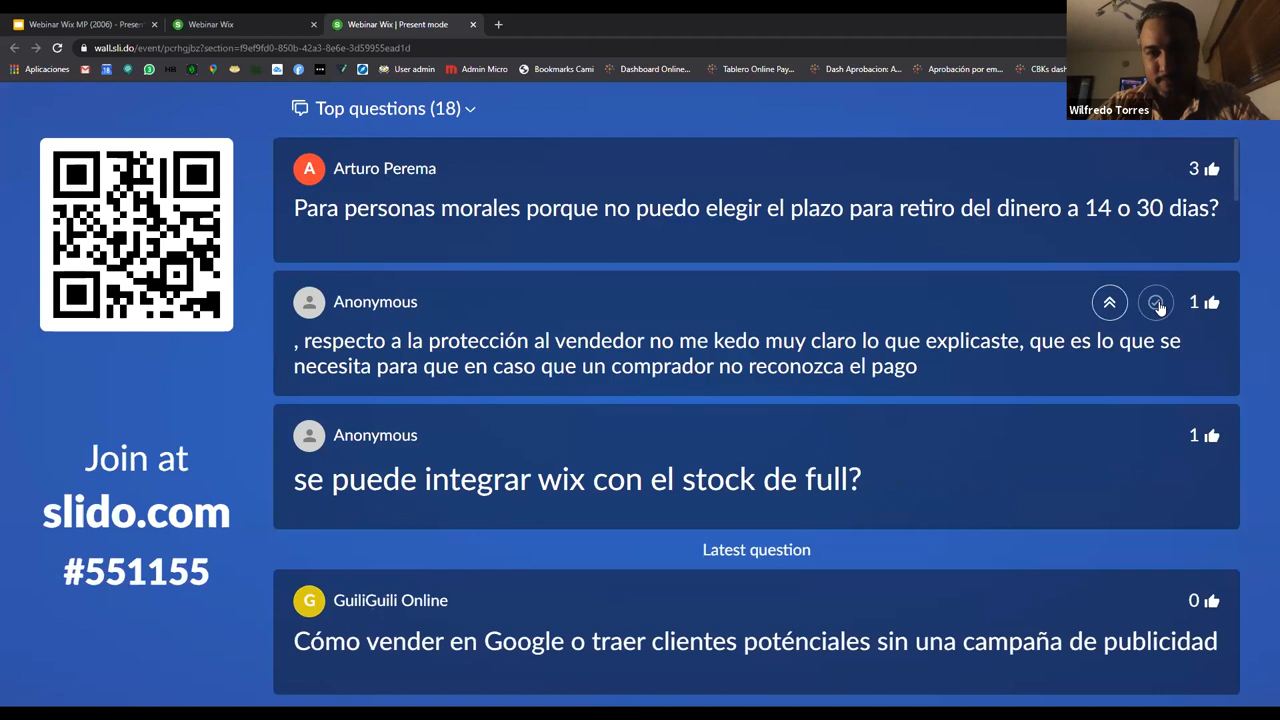 Webinar Wix MP (2006) - Presen
Webinar Wix
Webinar Wix | Present mode
wall.sli.do/event/pcrhgjbz?section=f9ef9fd0-850b-42a3-8e6e-3d59955ead1d
Aplicaciones
HB
User admin
Admin Micro
Bookmarks Cami
Dashboard Online...
Tablero Online Pay...
Dash Aprobacion: A...
Aprobación por em...
CBKs dash
Wilfredo Torres
Top questions (18)
A
Arturo Perema
3
Para personas morales porque no puedo elegir el plazo para retiro del dinero a 14 o 30 dias?
Anonymous
1
, respecto a la protección al vendedor no me kedo muy claro lo que explicaste, que es lo que se
necesita para que en caso que un comprador no reconozca el pago
Anonymous
1
se puede integrar wix con el stock de full?
Latest question
G
GuiliGuili Online
0
Cómo vender en Google o traer clientes poténciales sin una campaña de publicidad
Join at
slido.com
#551155